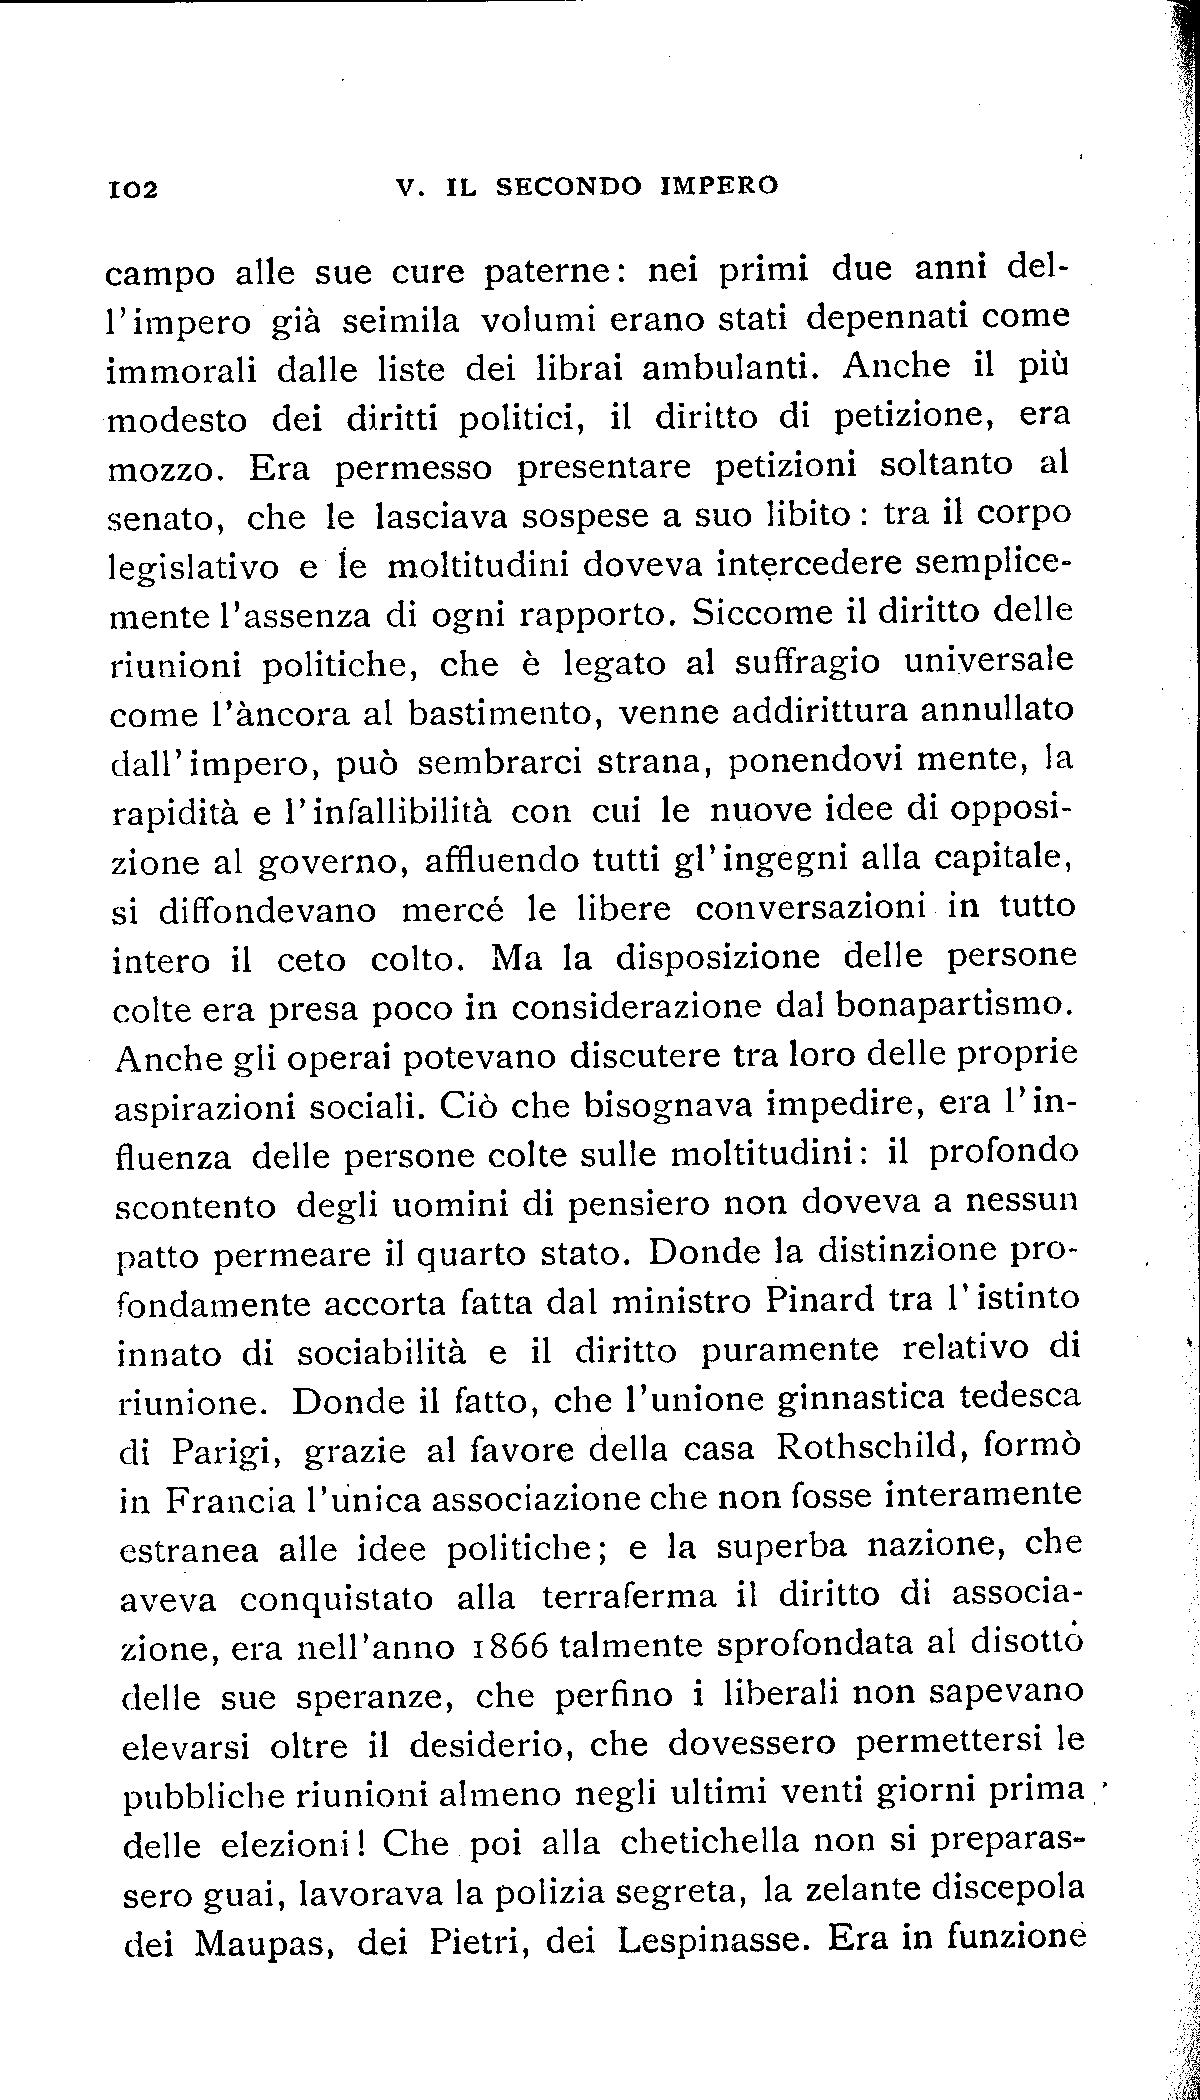 102 V. IL SECONDO IMPERO
campo alle sue cure paterne: nei primi due anni del-
l'impero già seimila volumi erano stati depennati come
immorali dalle liste dei librai ambulanti. Anche il più
modesto dei diritti politici, il diritto di petizione, era
mozzo. Era permesso presentare petizioni soltanto al
senato, che le lasciava sospese a suo libito: tra il corpo
legislativo e le moltitudini doveva intercedere semplice-
mente l'assenza di ogni rapporto. Siccome il diritto delle
riunioni politiche, che è legato al suffragio universale
come l'àncora al bastimento, venne addirittura annullato
dall'impero, può sembrarci strana, ponendovi mente, la
rapidità e l'infallibilità con cui le nuove idee di opposi-
zione al governo, affluendo tutti gl'ingegni alla capitale,
si diffondevano mercé le libere conversazioni in tutto
intero il ceto colto. Ma la disposizione delle persone
colte era presa poco in considerazione dal bonapartismo.
Anche gli operai potevano discutere tra loro delle proprie
aspirazioni sociali. Ciò che bisognava impedire, era l'in-
fluenza delle persone colte sulle moltitudini: il profondo
scontento degli uomini di pensiero non doveva a nessun
patto permeare il quarto stato. Donde la distinzione pro-
fondamente accorta fatta dal ministro Pinard tra l'istinto
innato di sociabilità e il diritto puramente relativo di
riunione. Donde il fatto, che l'unione ginnastica tedesca
di Parigi, grazie al favore della casa Rothschild, formò
in Francia l'unica associazione che non fosse interamente
estranea alle idee politiche; e la superba nazione, che
aveva conquistato alla terraferma il diritto di associa-
zione, era nell'anno 1866 talmente sprofondata al disotto
delle sue speranze, che perfino i liberali non sapevano
elevarsi oltre il desiderio, che dovessero permettersi le
pubbliche riunioni almeno negli ultimi venti giorni prima
delle elezioni! Che poi alla chetichella non si preparas-
sero guai, lavorava la polizia segreta, la zelante discepola
dei Maupas, dei Pietri, dei Lespinasse. Era in funzione